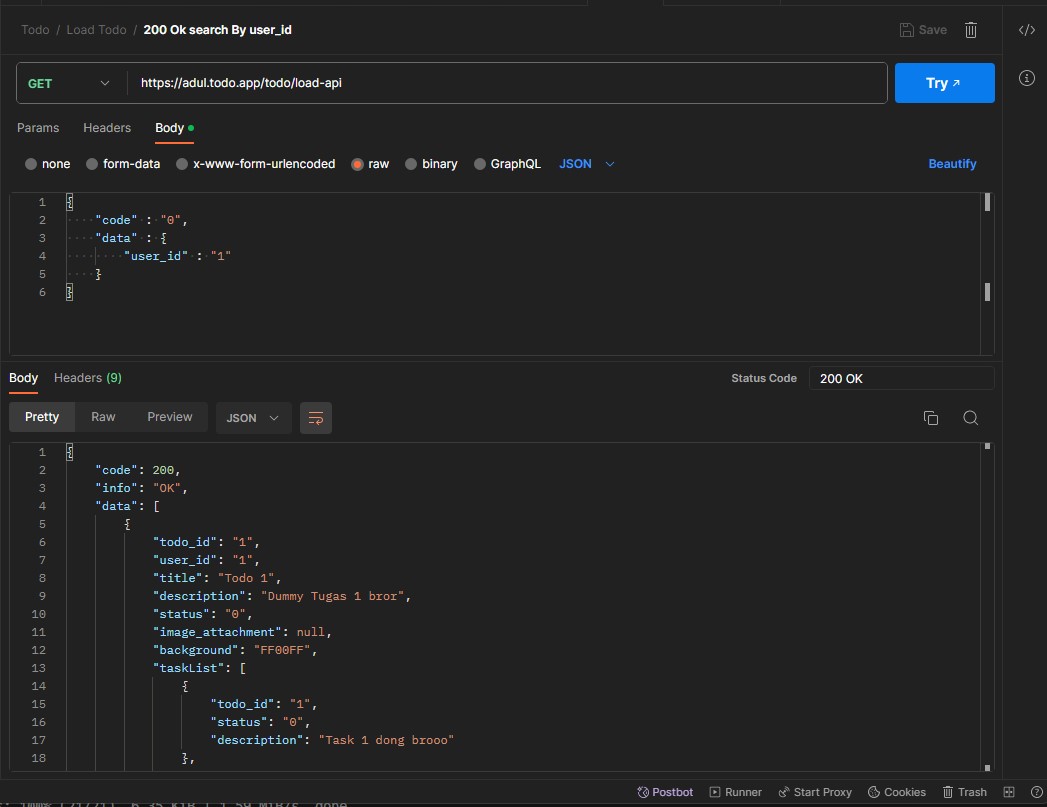 Todo / Load Todo / 200 Ok search By user_id
Save
GET
https://adul.todo.app/todo/load-api
Try
Params Headers Body
none form-data x-www-form-urlencoded raw binary GraphQL JSON
Beautify
1 {
2 "code" : "0",
3 "data" : {
4 "user_id" : "1"
5 }
6 }
Body Headers (9)
Status Code 200 OK
Pretty Raw Preview JSON
1 {
2 "code": 200,
3 "info": "OK",
4 "data": [
5 {
6 "todo_id": "1",
7 "user_id": "1",
8 "title": "Todo 1",
9 "description": "Dummy Tugas 1 bror",
10 "status": "0",
11 "image_attachment": null,
12 "background": "FF00FF",
13 "taskList": [
14 {
15 "todo_id": "1",
16 "status": "0",
17 "description": "Task 1 dong brooo"
18 },
Postbot Runner Start Proxy Cookies Trash